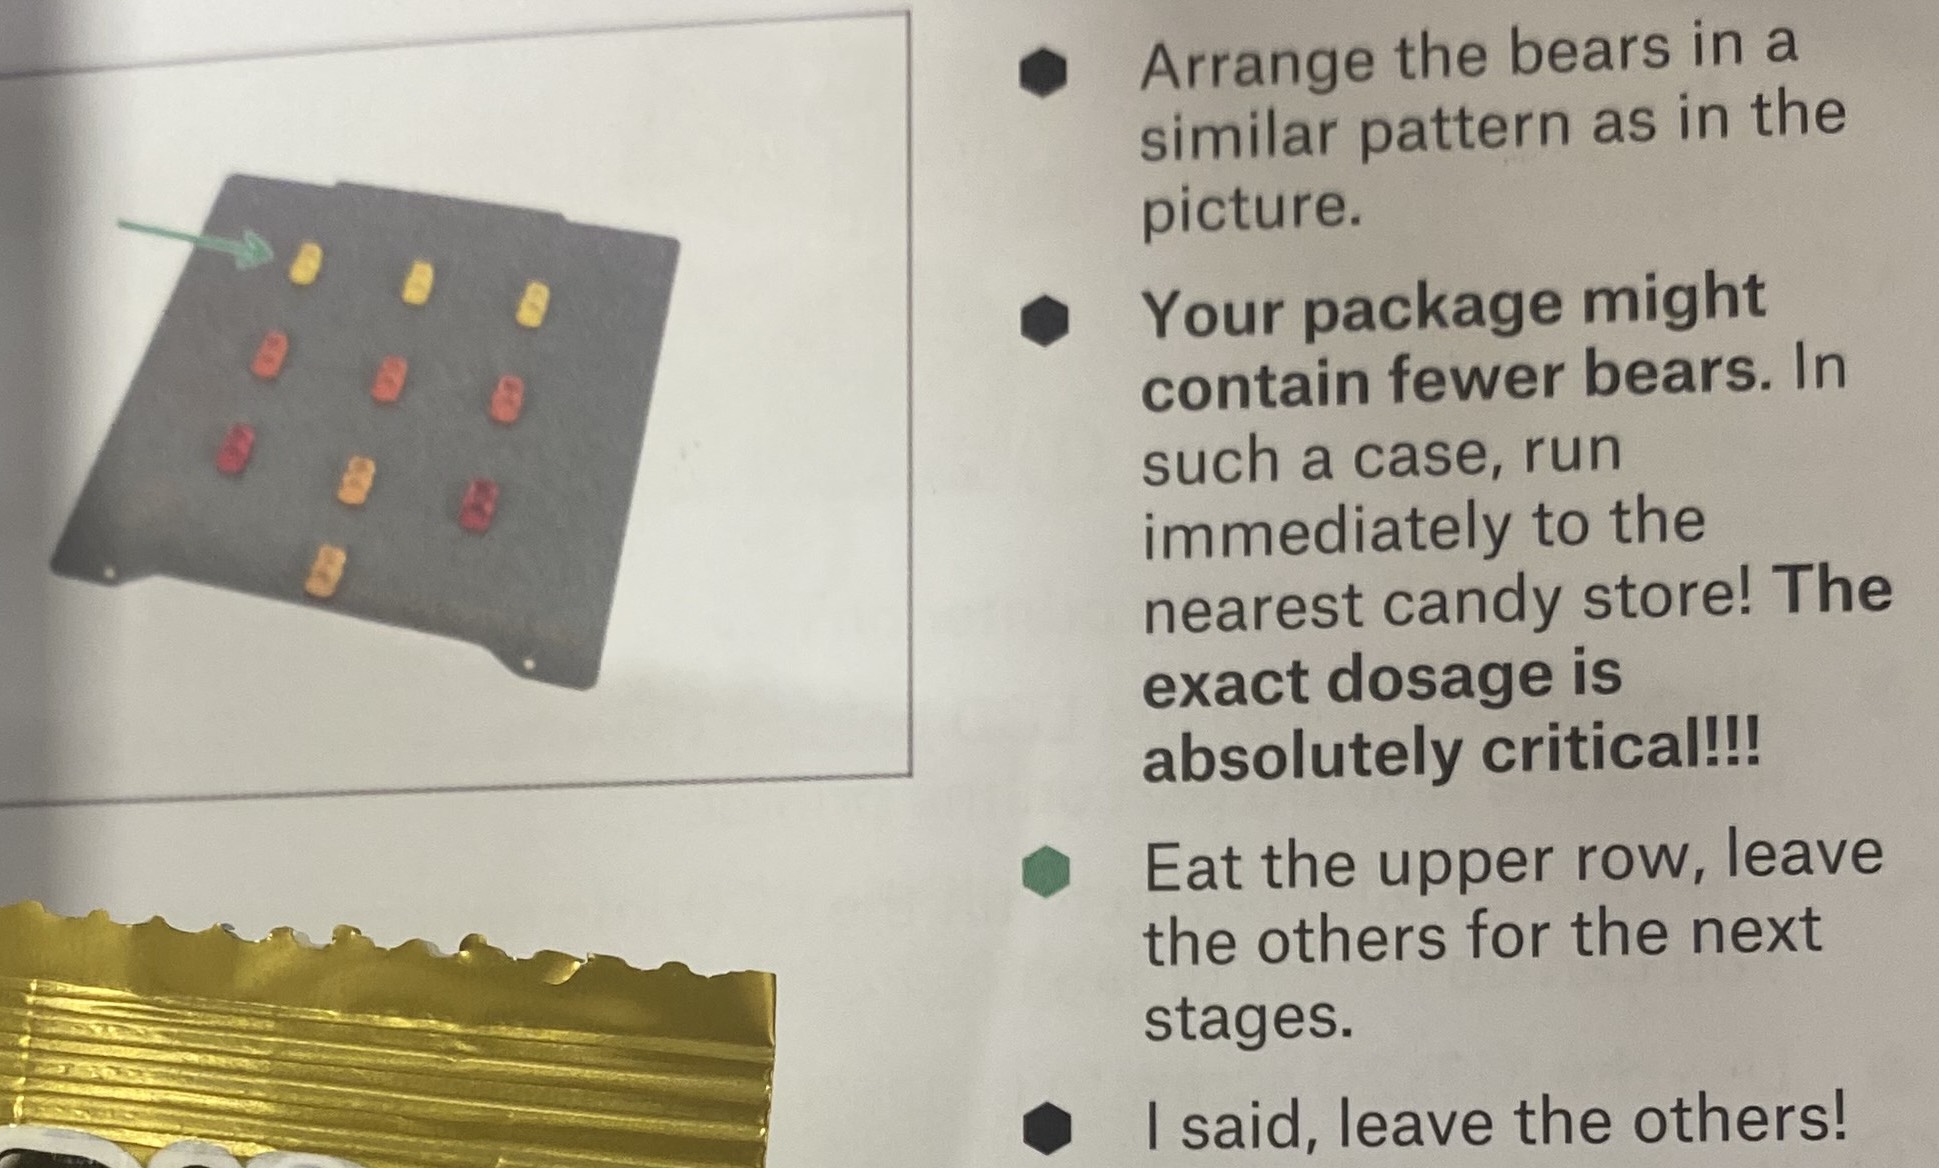 Arrange the bears in a
similar pattern as in the
picture.
Your package might
contain fewer bears. In
such a case, run
immediately to the
nearest candy store! The
exact dosage is
absolutely critical!!!
Eat the upper row, leave
the others for the next
stages.
I said, leave the others!